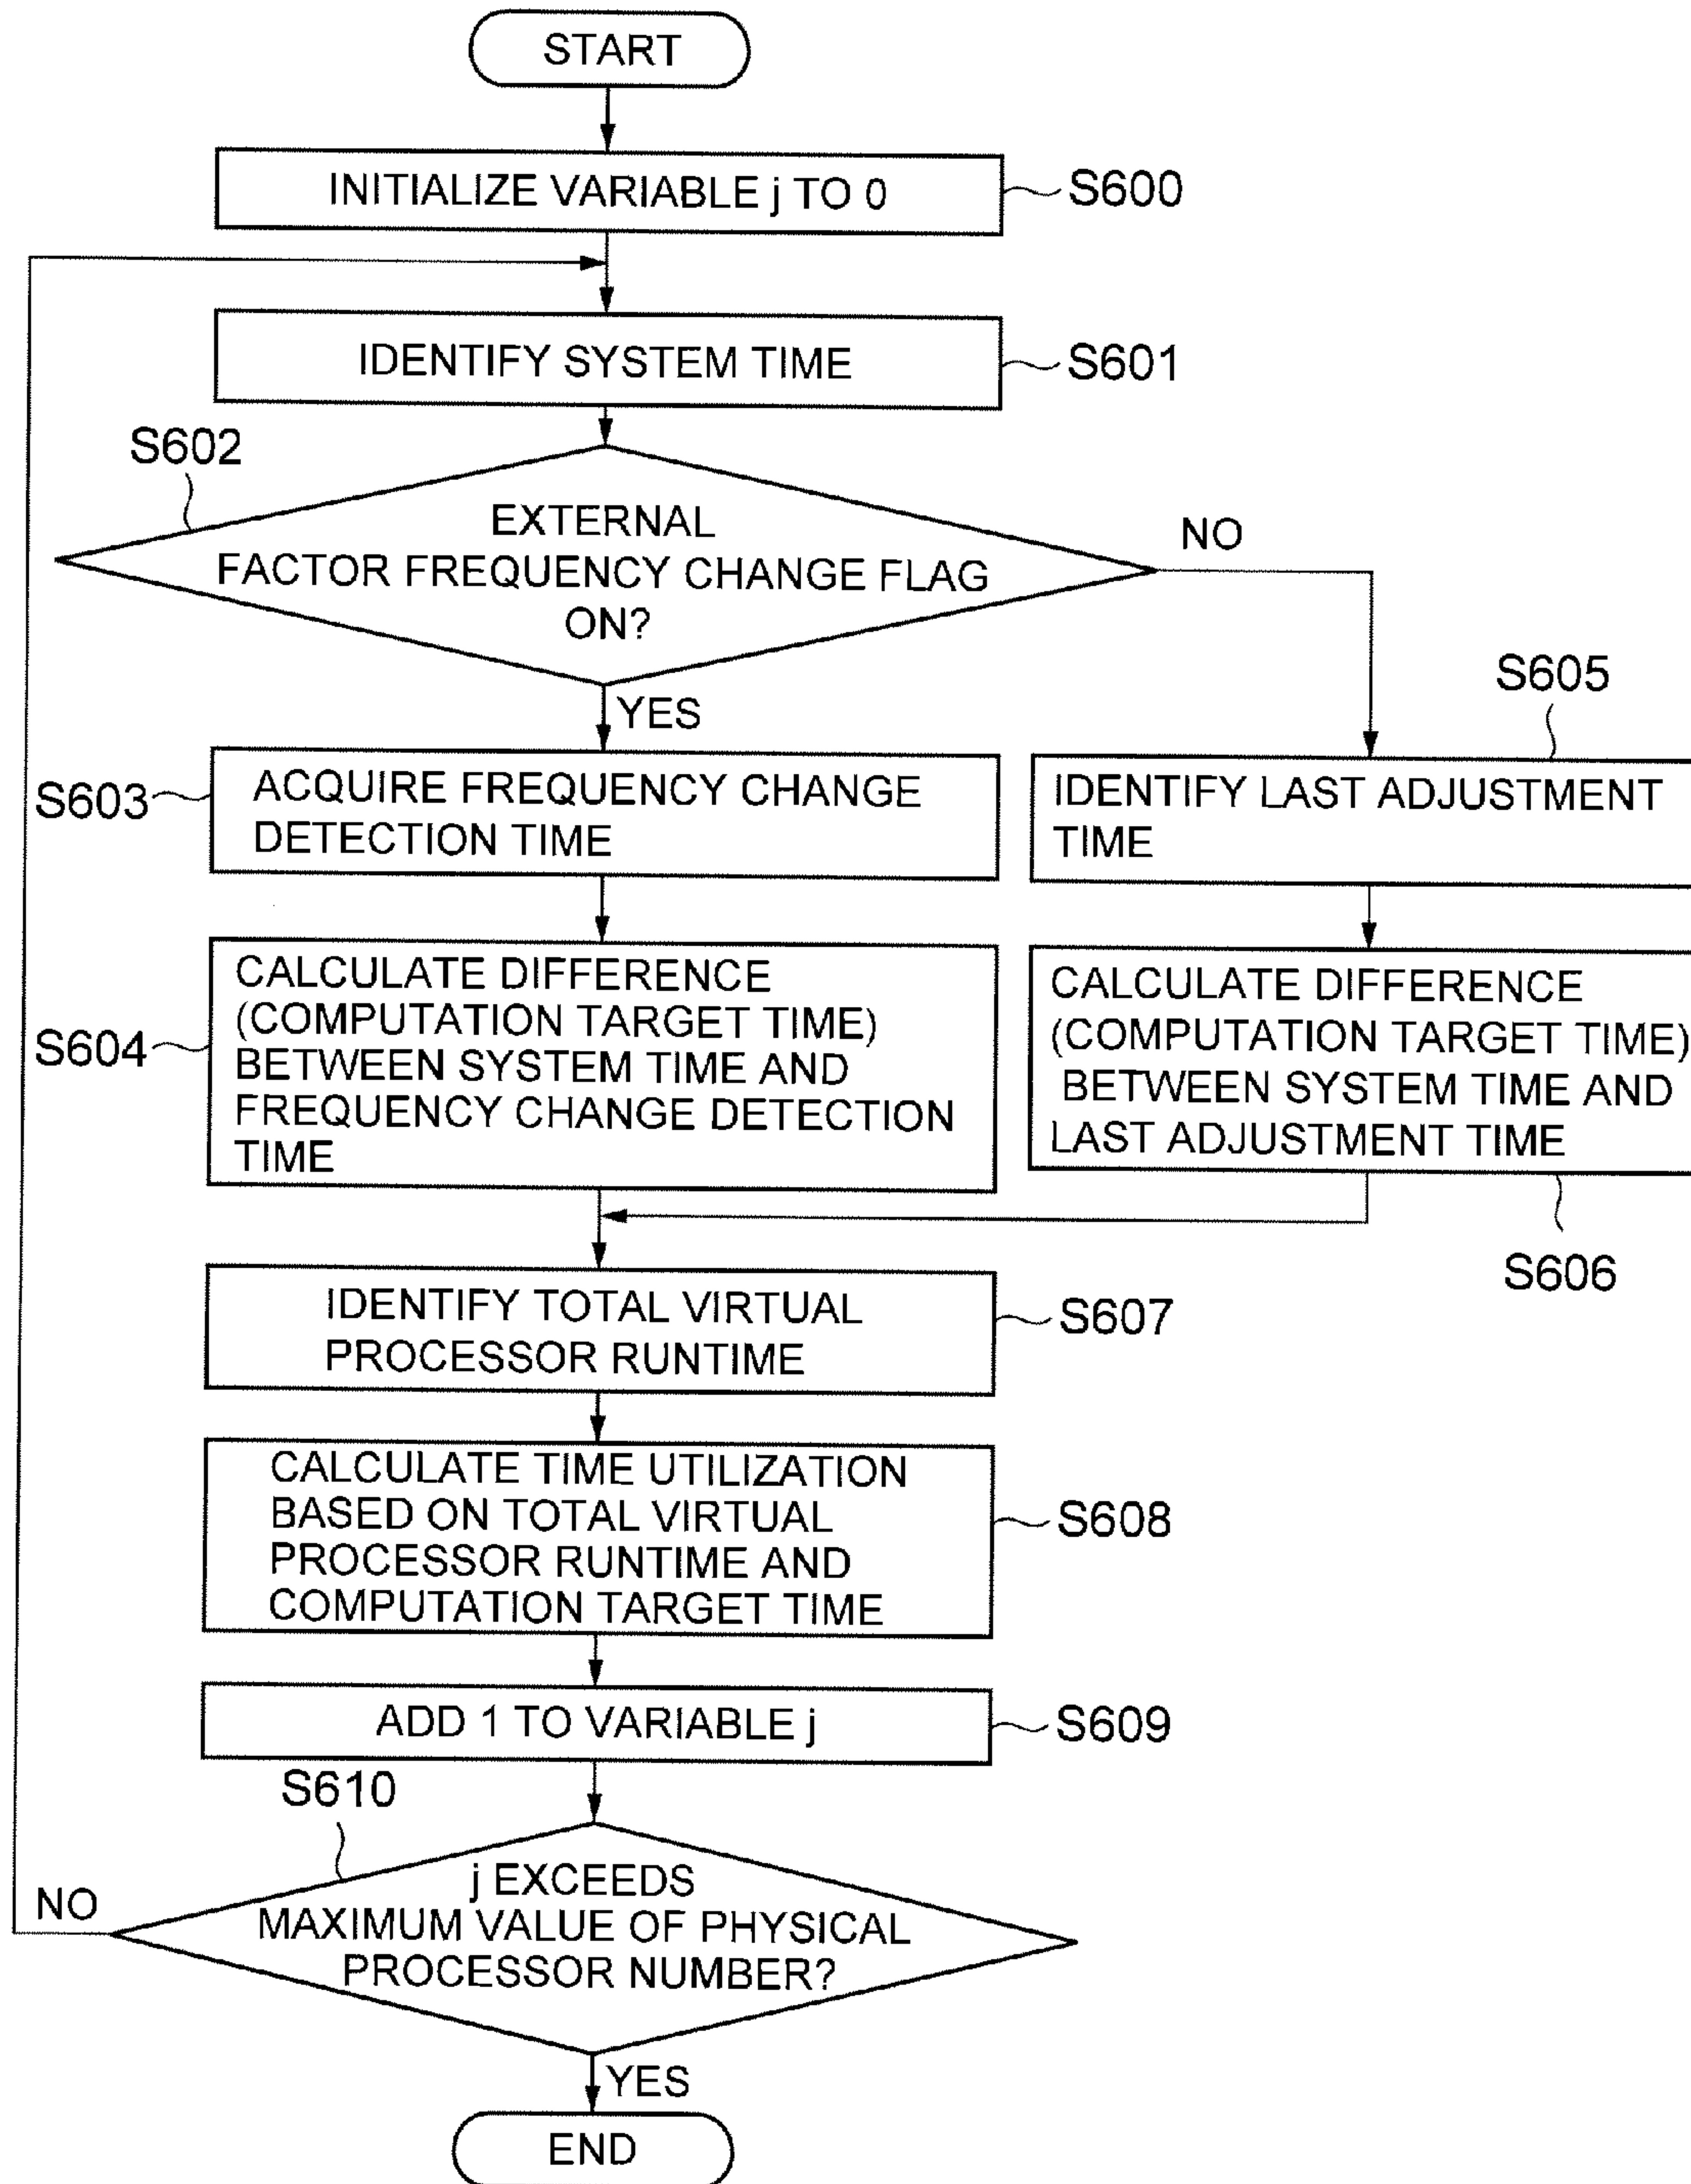 START
INITIALIZE VARIABLE j TO 0
S600
IDENTIFY SYSTEM TIME
S601
S602
EXTERNAL
FACTOR FREQUENCY CHANGE FLAG
ON?
NO
YES
S603
ACQUIRE FREQUENCY CHANGE
DETECTION TIME
S605
IDENTIFY LAST ADJUSTMENT
TIME
S604
CALCULATE DIFFERENCE
(COMPUTATION TARGET TIME)
BETWEEN SYSTEM TIME AND
FREQUENCY CHANGE DETECTION
TIME
CALCULATE DIFFERENCE
(COMPUTATION TARGET TIME)
BETWEEN SYSTEM TIME AND
LAST ADJUSTMENT TIME
S606
IDENTIFY TOTAL VIRTUAL
PROCESSOR RUNTIME
S607
CALCULATE TIME UTILIZATION
BASED ON TOTAL VIRTUAL
PROCESSOR RUNTIME AND
COMPUTATION TARGET TIME
S608
ADD 1 TO VARIABLE j
S609
S610
j EXCEEDS
MAXIMUM VALUE OF PHYSICAL
PROCESSOR NUMBER?
NO
YES
END